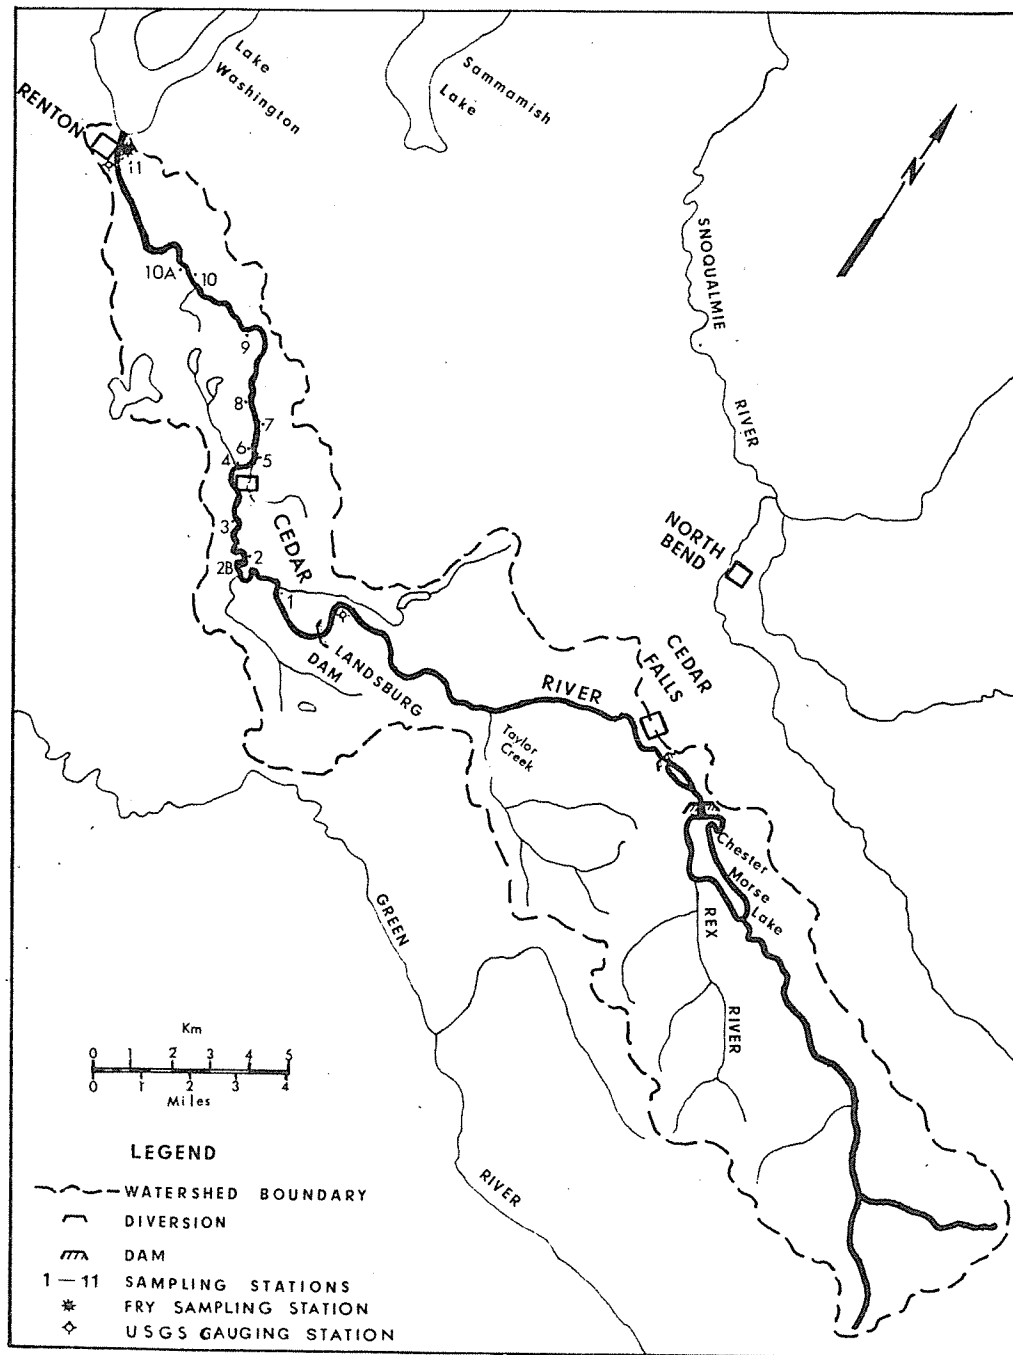 Lake
Washington
Sammamish
Lake
RENTON
11
N
SNOQUALMIE
RIVER
10A
10
9
8
7
6
5
4
3
2
2B
1
CEDAR
RIVER
LANDSBURG
DAM
NORTH
BEND
CEDAR
FALLS
Taylor
Creek
Chester
Morse
Lake
REX
RIVER
GREEN
RIVER
Km
0 1 2 3 4 5
0 1 2 3 4
Miles
LEGEND
WATERSHED BOUNDARY
DIVERSION
DAM
1 — 11 SAMPLING STATIONS
FRY SAMPLING STATION
USGS GAUGING STATION